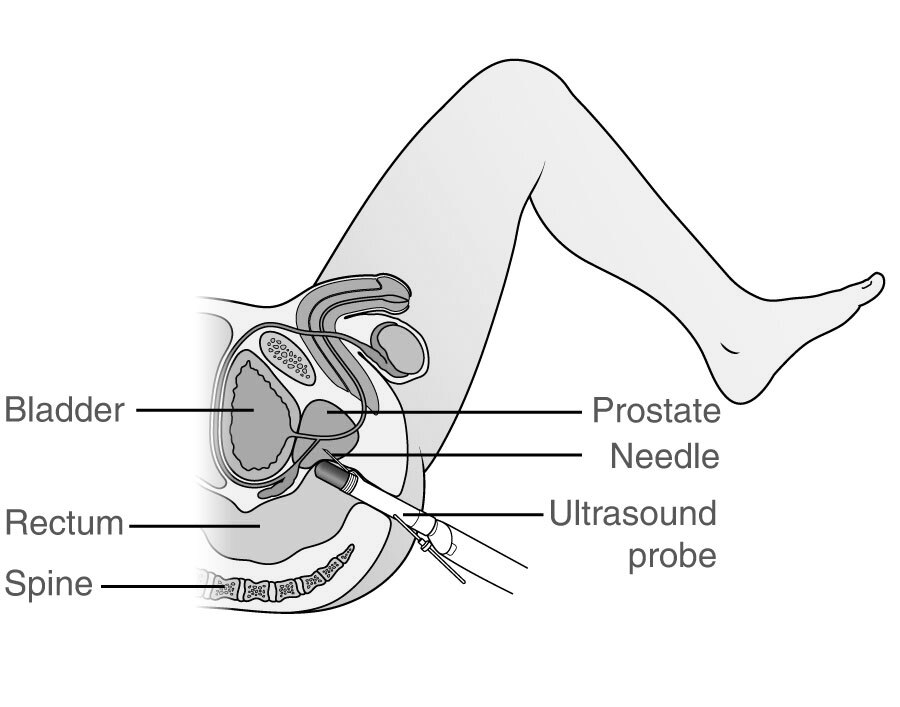 Bladder
Rectum
Spine
Prostate
Needle
Ultrasound
probe